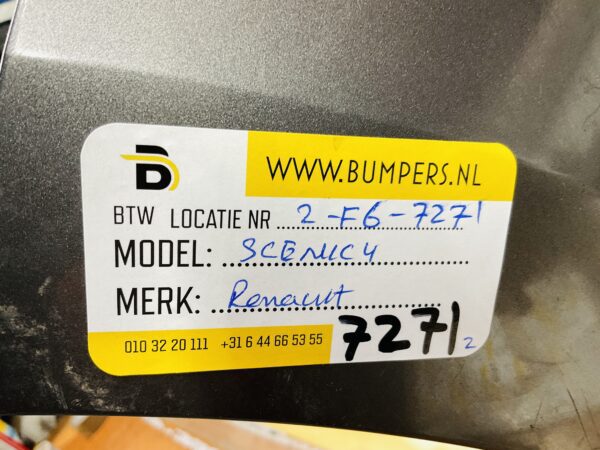 B
WWW.BUMPERS.NL
BTW LOCATIE NR 2-F6-7271
MODEL: SCENIC 4
MERK: Renault
010 32 20 111 +31 6 44 66 53 55
7271 2